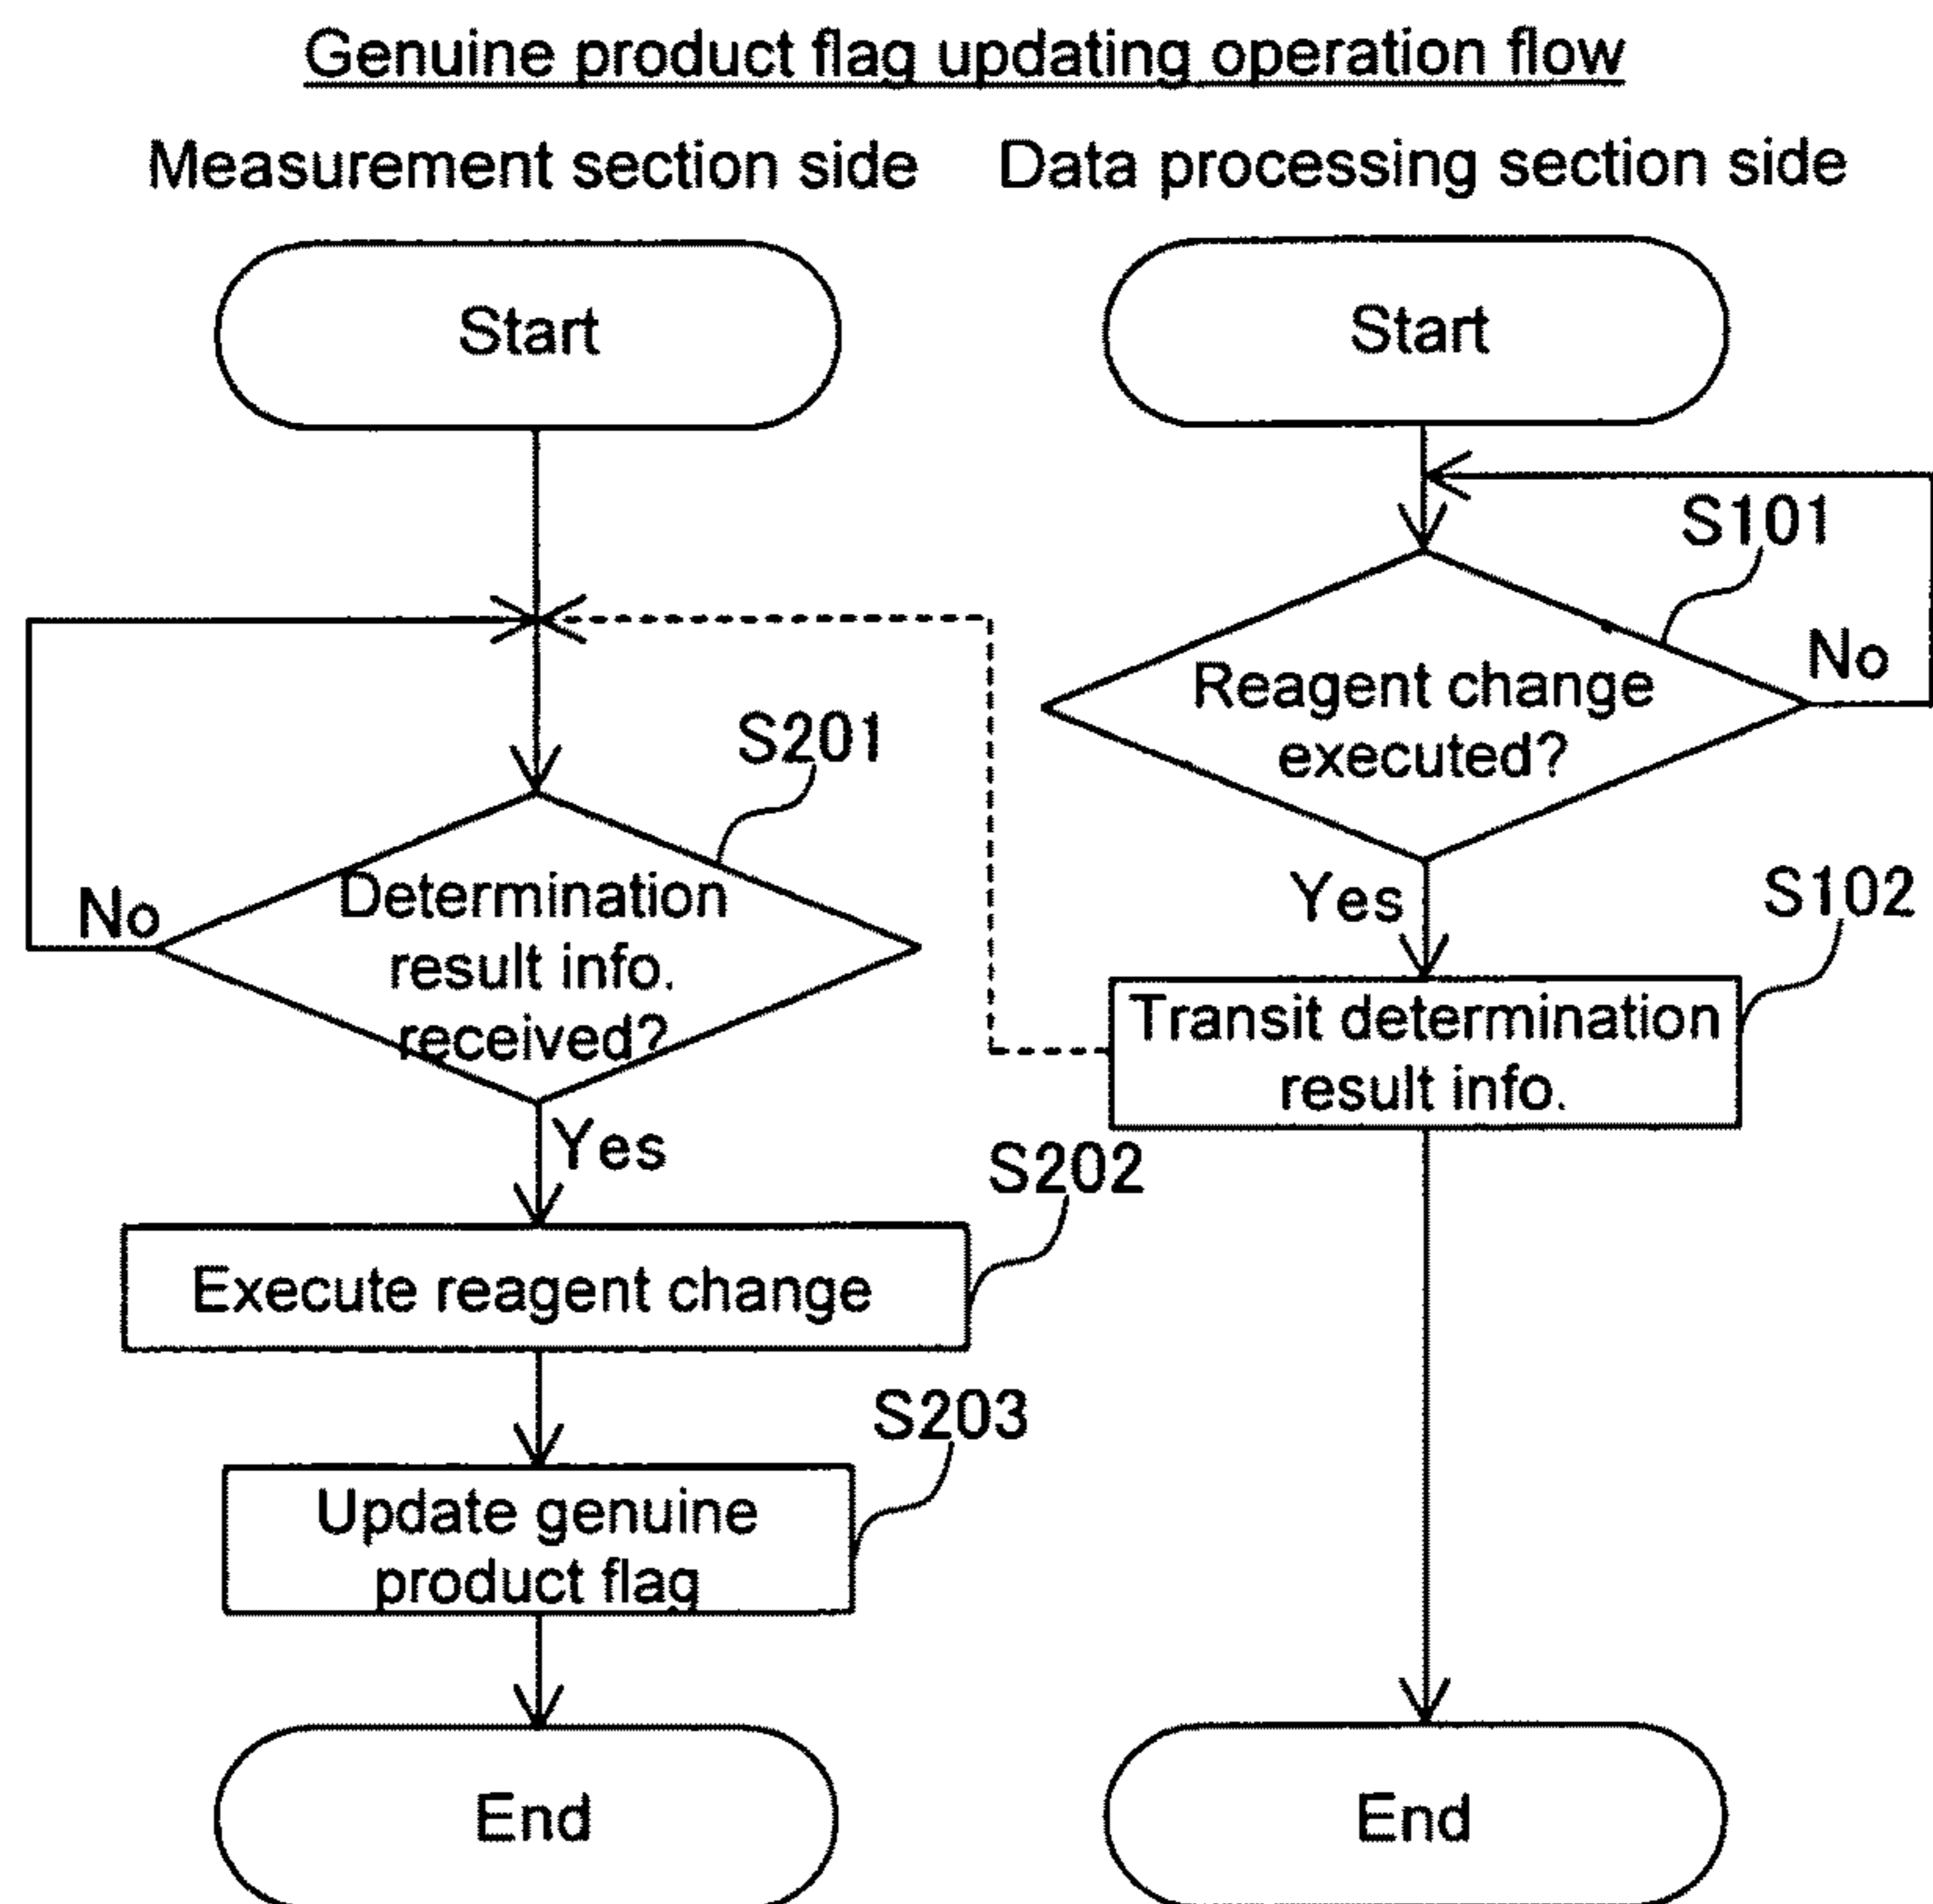 Genuine product flag updating operation flow
Measurement section side
Data processing section side
Start
Start
S101
Reagent change
executed?
No
Yes
S102
Transit determination
result info.
S201
Determination
result info.
received?
No
Yes
S202
Execute reagent change
S203
Update genuine
product flag
End
End